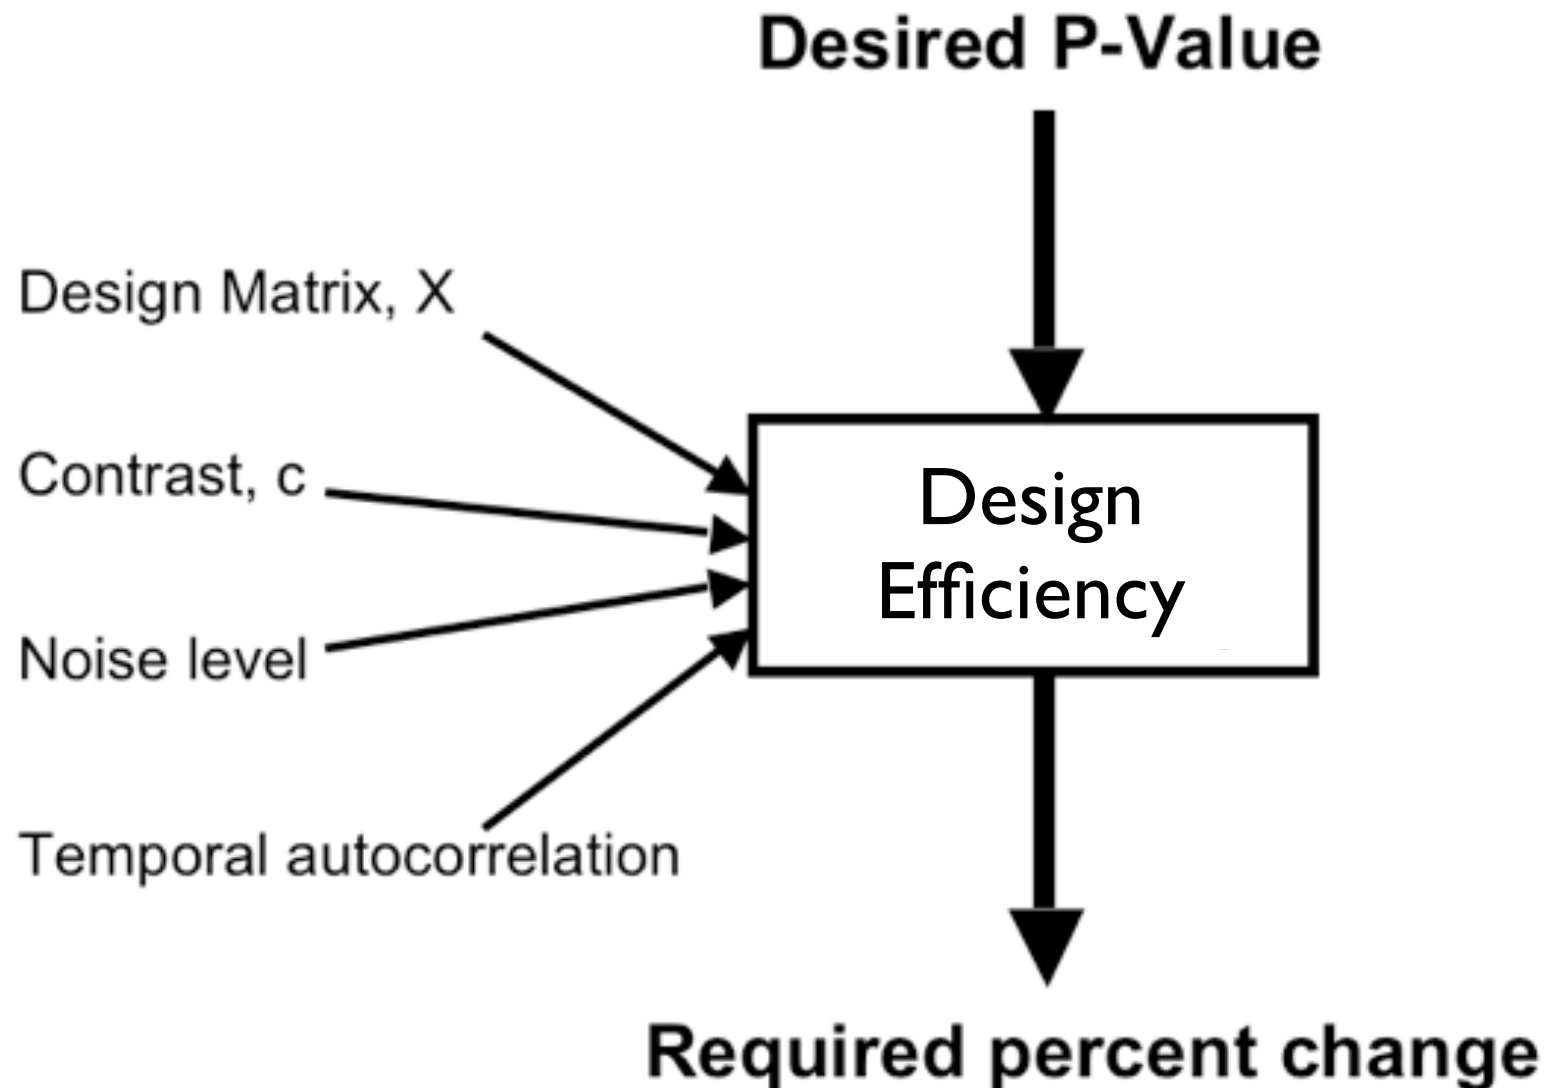 Desired P-Value
Design Matrix, X
Contrast, c
Design
Efficiency
Noise level
Temporal autocorrelation
Required percent change